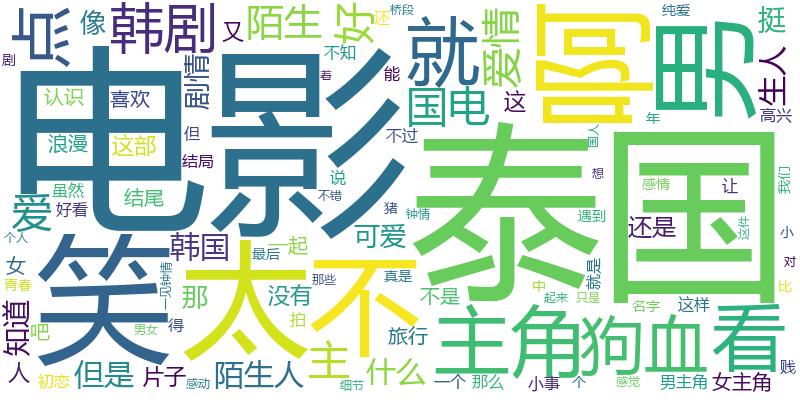 点
像
韩剧
又
陌生
好
还
桥段
就
爱情
啊
男
纯爱
挺
剧
电影
剧情
不知
着
能
国电
这
生人
高兴
认识
喜欢
但
不过
年
国人
浪漫
这部
结局
泰国
说
想
感情
让
我们
虽然
结尾
不错
猪
钟情
遇到
还是
这件
爱
好看
韩国
一起
可爱
个人
女
笑
最后
太
不
那些
真是
就是
小
对
青春
一见钟情
那
没有
不是
中
起来
只是
名字
这样
比
知道
吧
男女
得
拍
旅行
主角
狗血
看
人
初恋
但是
片子
感动
陌生人
主
细节
什么
一个
那么
小事
个
感觉
男主角
女主角
贱